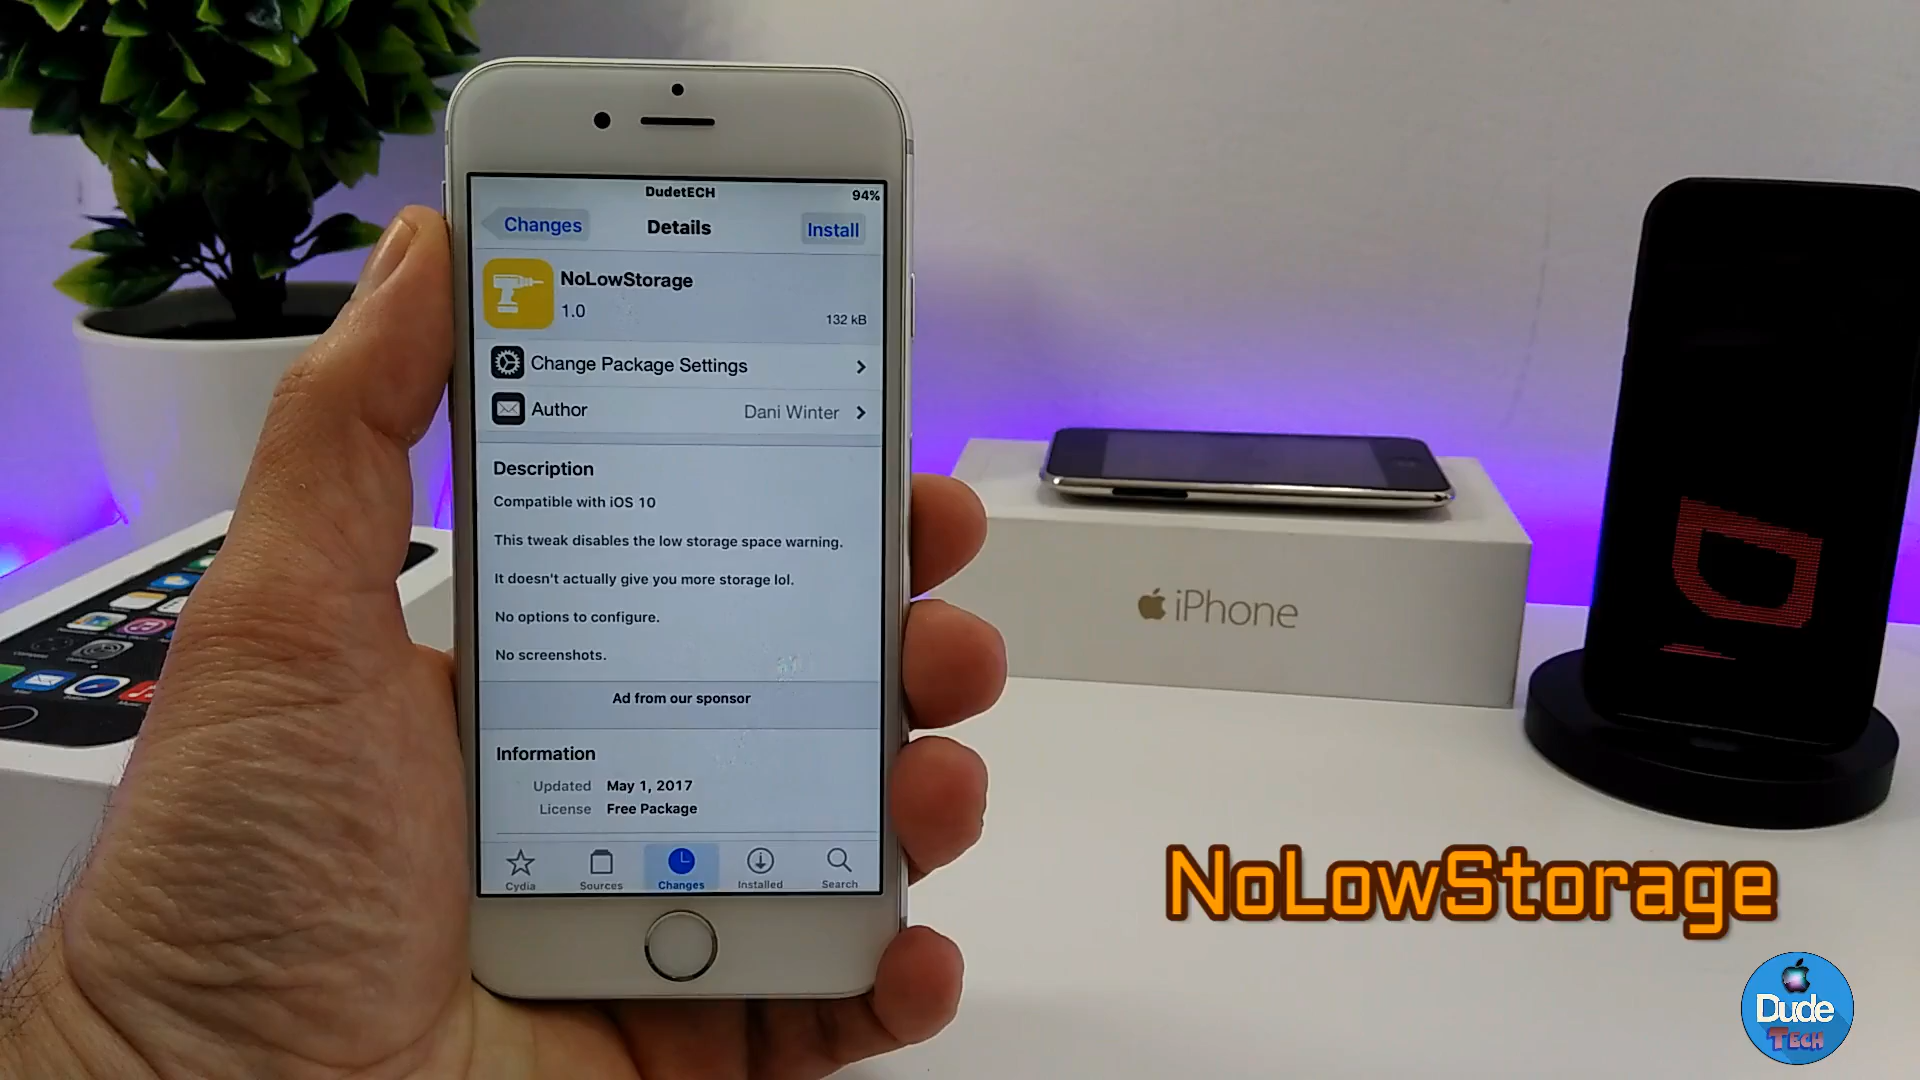 DudetECH
94%
Changes
Details
Install
NoLowStorage
1.0
132 kB
Change Package Settings
Author
Dani Winter
Description
Compatible with iOS 10
This tweak disables the low storage space warning.
It doesn't actually give you more storage lol.
No options to configure.
No screenshots.
Ad from our sponsor
Information
Updated May 1, 2017
License Free Package
Cydia
Sources
Changes
Installed
Search
iPhone
NoLowStorage
Dude
TECH